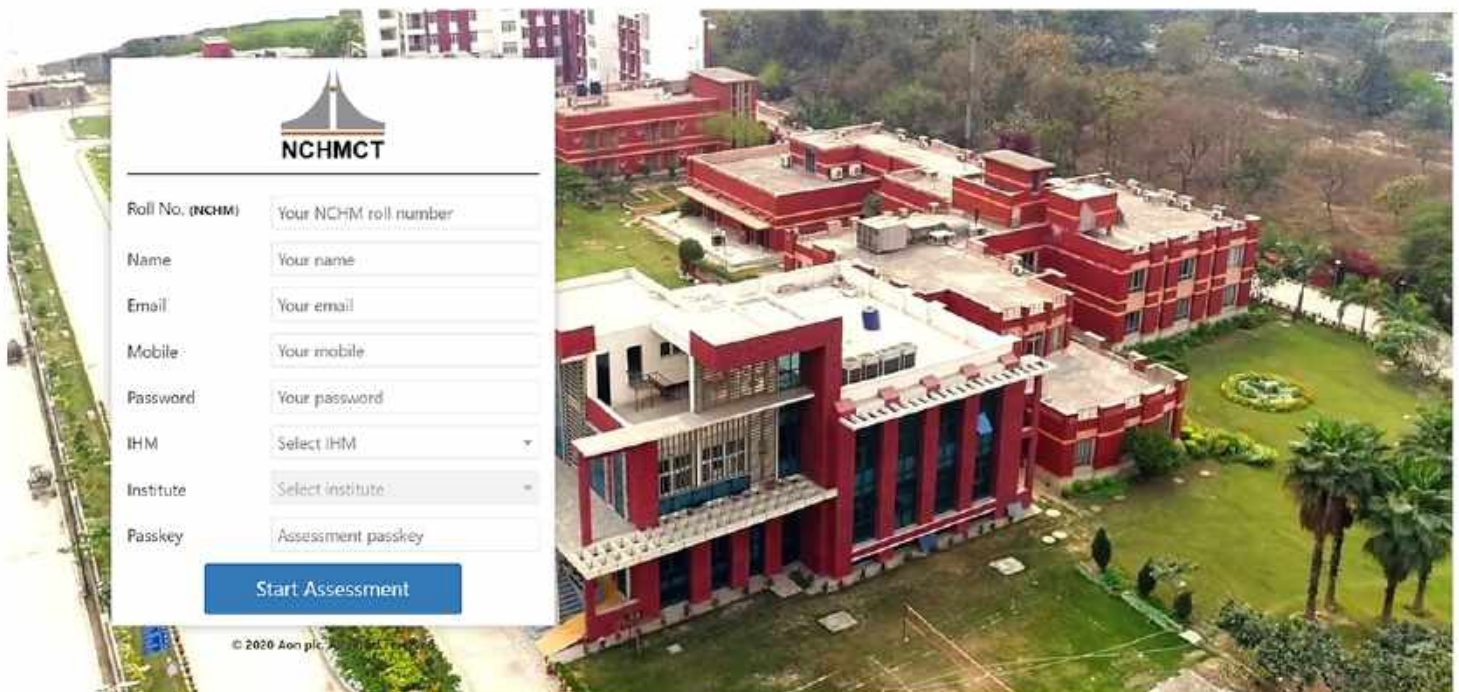 NCHMCT
Roll No. (NCHM) Your NCHM roll number
Name Your name
Email Your email
Mobile Your mobile
Password Your password
IHM Select IHM
Institute Select institute
Passkey Assessment passkey
Start Assessment
© 2020 Aon plc.